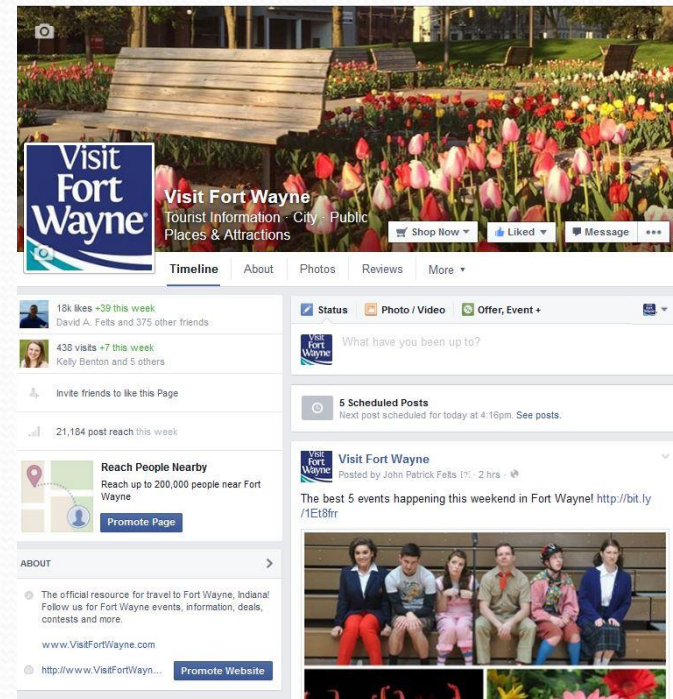 Visit
Fort
Wayne
Visit Fort Wayne
Tourist Information · City · Public
Places & Attractions
Shop Now
Liked
Message
Timeline
About
Photos
Reviews
More
18k likes +39 this week
David A. Felts and 375 other friends
438 visits +7 this week
Kelly Benton and 5 others
Invite friends to like this Page
21,184 post reach this week
Reach People Nearby
Reach up to 200,000 people near Fort
Wayne
Promote Page
ABOUT
The official resource for travel to Fort Wayne, Indiana!
Follow us for Fort Wayne events, information, deals,
contests and more.
www.VisitFortWayne.com
http://www.VisitFortWayn...
Promote Website
Status
Photo / Video
Offer, Event +
Visit
Fort
Wayne
What have you been up to?
5 Scheduled Posts
Next post scheduled for today at 4:16pm. See posts.
Visit
Fort
Wayne
Visit Fort Wayne
Posted by John Patrick Felts [?] · 2 hrs ·
The best 5 events happening this weekend in Fort Wayne! http://bit.ly
/1Et8frr